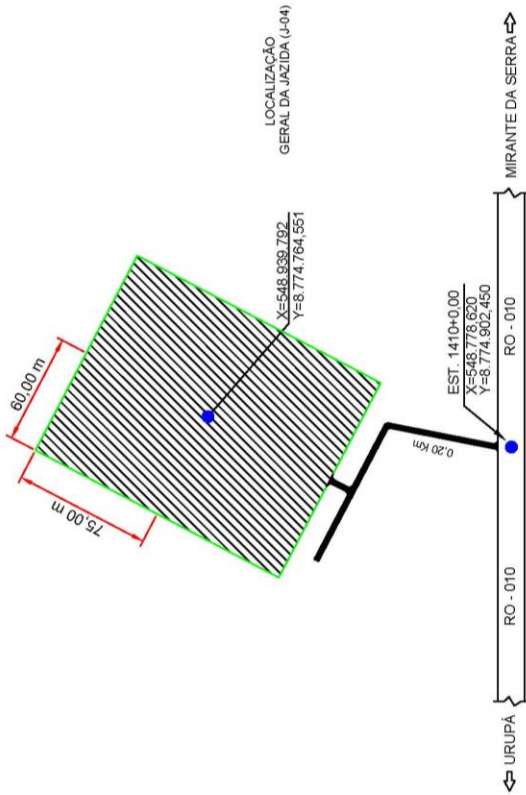 LOCALIZAÇÃO
GERAL DA JAZIDA (J-04)
60,00 m
75,00 m
X=548.939,792
Y=8.774.764,551
0,20 Km
EST. 1410+0,00
X=548.778,620
Y=8.774.902,450
URUPÁ
RO - 010
RO - 010
MIRANTE DA SERRA